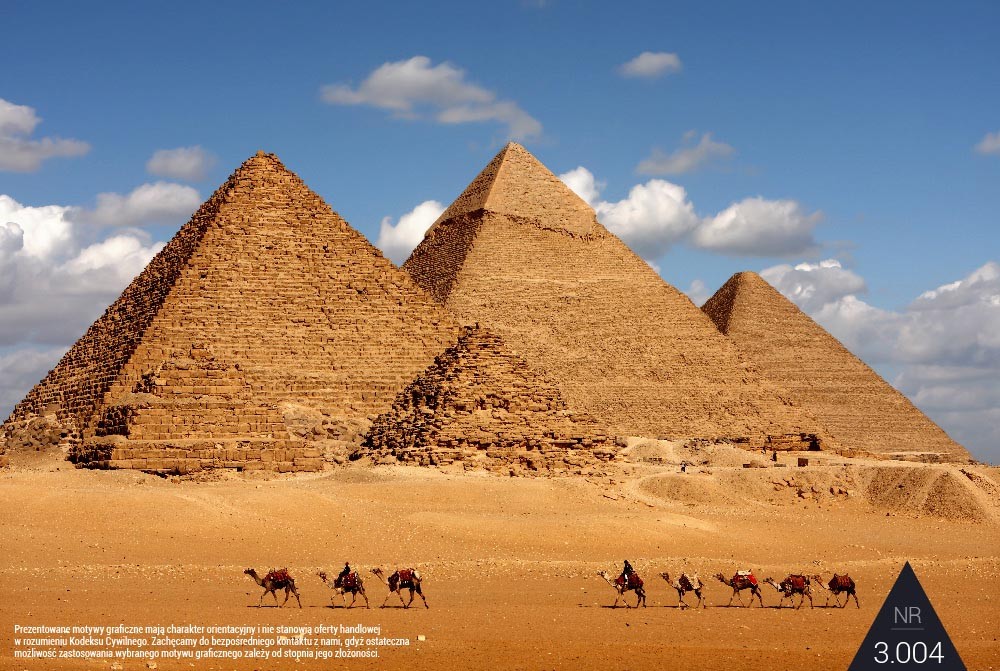 Prezentowane motywy graficzne mają charakter orientacyjny i nie stanowią oferty handlowej
w rozumieniu Kodeksu Cywilnego. Zachęcamy do bezpośredniego kontaktu z nami, gdyż ostateczna
możliwość zastosowania wybranego motywu graficznego zależy od stopnia jego złożoności.
NR
3.004